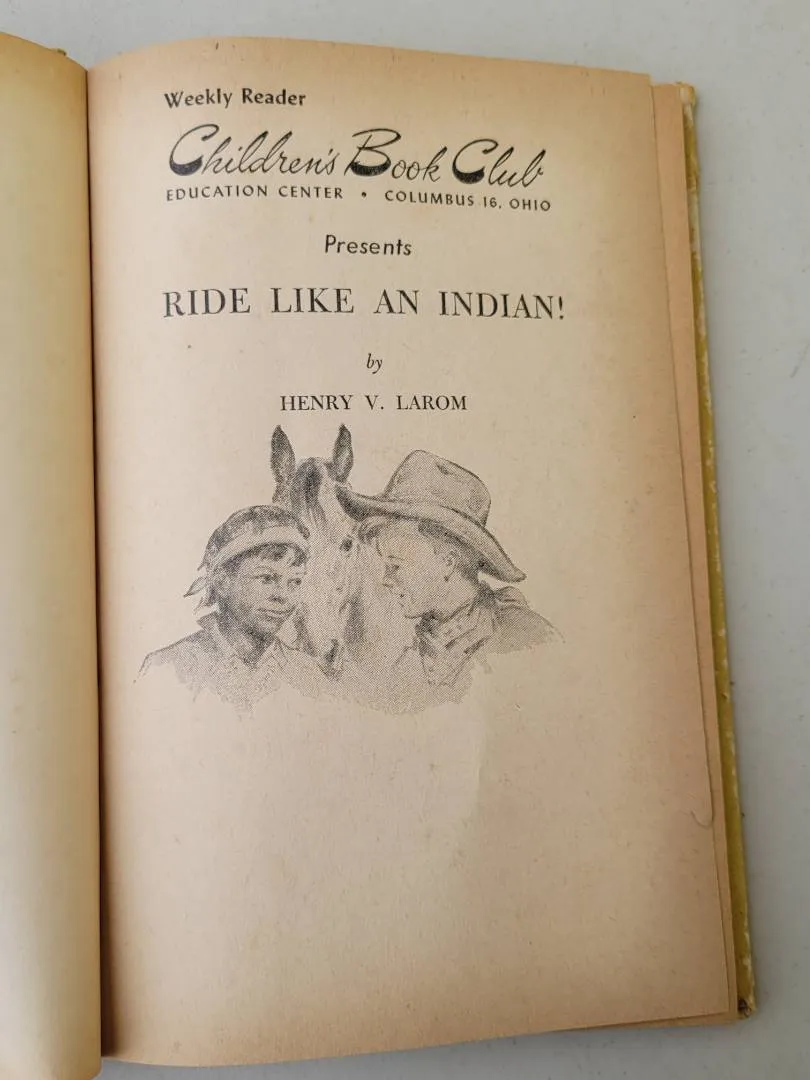 Weekly Reader
Children's Book Club
EDUCATION CENTER • COLUMBUS 16, OHIO
Presents
RIDE LIKE AN INDIAN!
by
HENRY V. LAROM